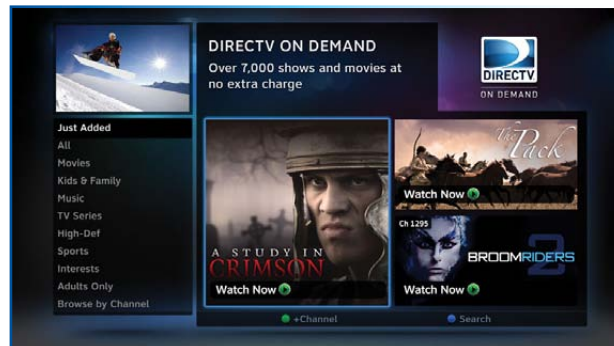 DIRECTV ON DEMAND
Over 7,000 shows and movies at
no extra charge
DIRECTV
ON DEMAND
Just Added
All
Movies
Kids & Family
Music
TV Series
High-Def
Sports
Interests
Adults Only
Browse by Channel
A STUDY IN
CRIMSON
Watch Now
The
Pack
Watch Now
Ch 1295
BROOMRIDERS
2
Watch Now
+Channel
Search